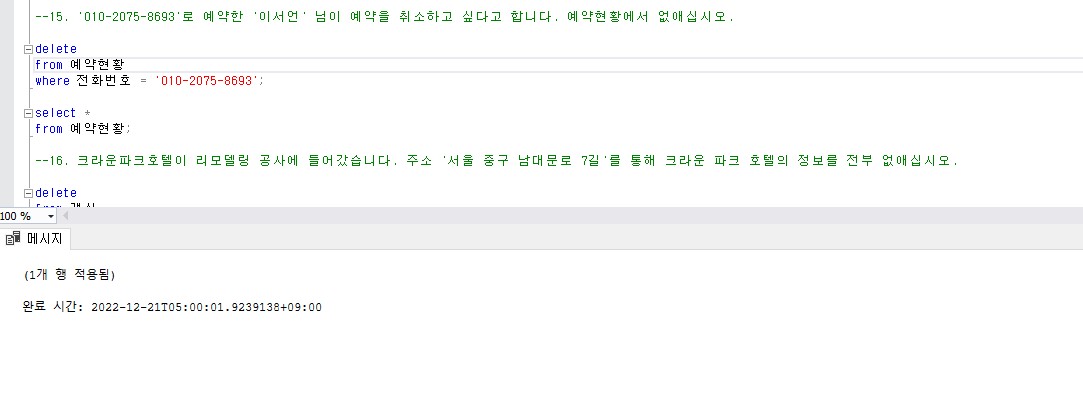 --15. '010-2075-8693'로 예약한 '이서언' 님이 예약을 취소하고 싶다고 합니다. 예약현황에서 없애십시오.
delete
from 예약현황
where 전화번호 = '010-2075-8693';
select *
from 예약현황;
--16. 크라운파크호텔이 리모델링 공사에 들어갔습니다. 주소 '서울 중구 남대문로 7길'를 통해 크라운 파크 호텔의 정보를 전부 없애십시오.
delete
from 객실
100 %
메시지
(1개 행 적용됨)
완료 시간: 2022-12-21T05:00:01.9239138+09:00